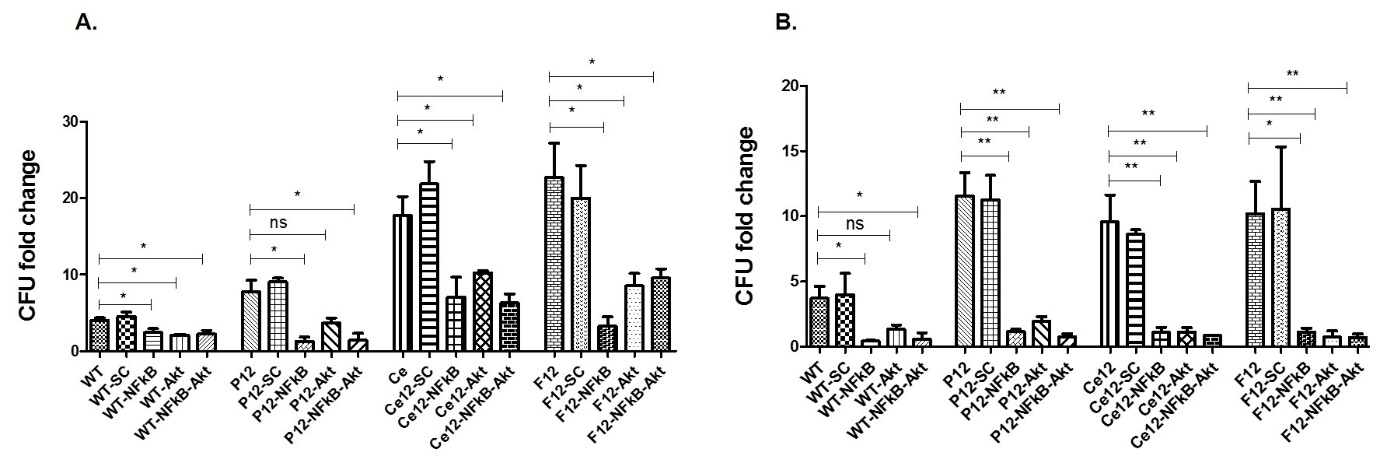 A.
CFU fold change
30
20
10
0
* * *
* ns *
* * *
* * *
WT
WT-SC
WT-NFkB
WT-Akt
WT-NFkB-Akt
P12
P12-SC
P12-NFkB
P12-Akt
P12-NFkB-Akt
Ce
Ce12-SC
Ce12-NFkB
Ce12-Akt
Ce12-NFkB-Akt
F12
F12-SC
F12-NFkB
F12-Akt
F12-NFkB-Akt
B.
CFU fold change
20
15
10
5
0
* ns *
** ** **
** ** **
** ** *
WT
WT-SC
WT-NFkB
WT-Akt
WT-NFkB-Akt
P12
P12-SC
P12-NFkB
P12-Akt
P12-NFkB-Akt
Ce12
Ce12-SC
Ce12-NFkB
Ce12-Akt
Ce12-NFkB-Akt
F12
F12-SC
F12-NFkB
F12-Akt
F12-NFkB-Akt